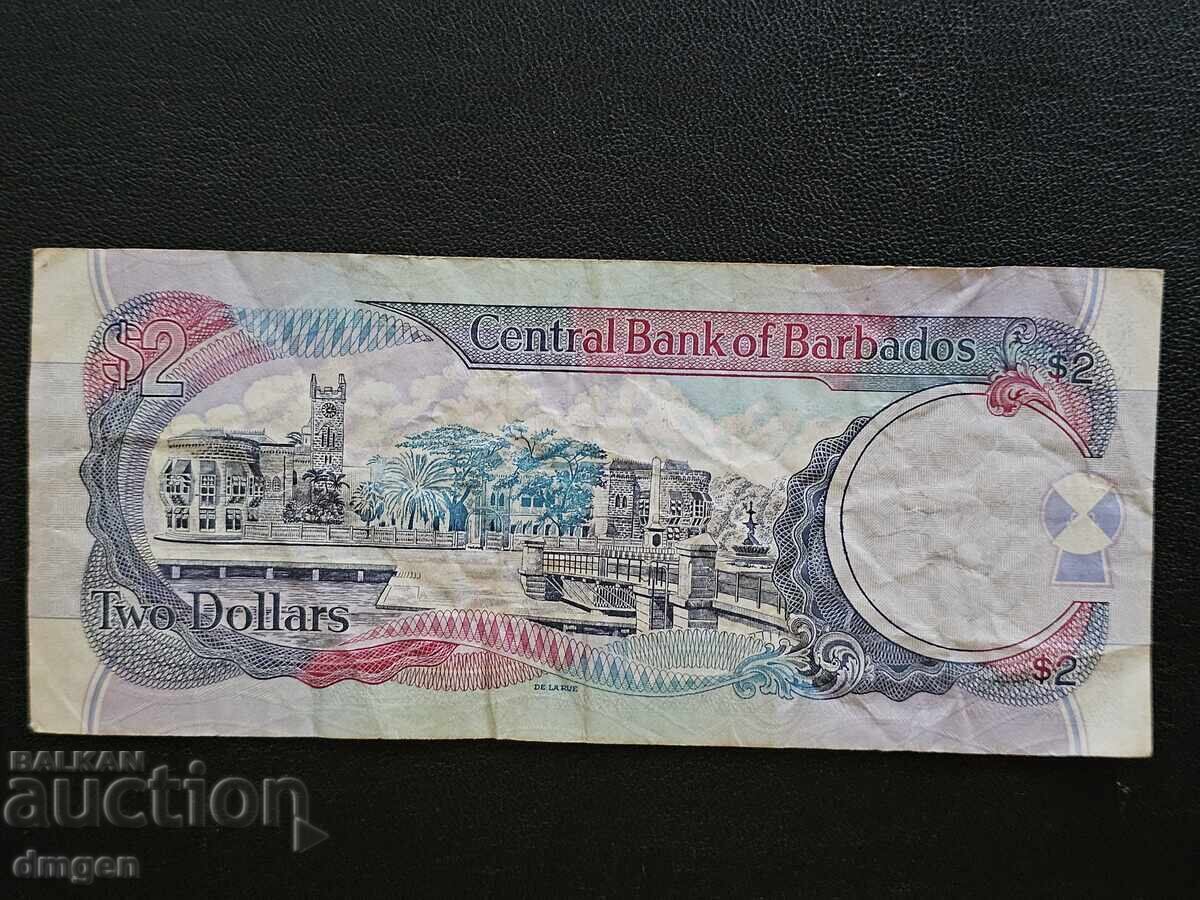 $2
Central Bank of Barbados
$2
Two Dollars
$2
DE LA RUE
BALKAN
auction
dmgen